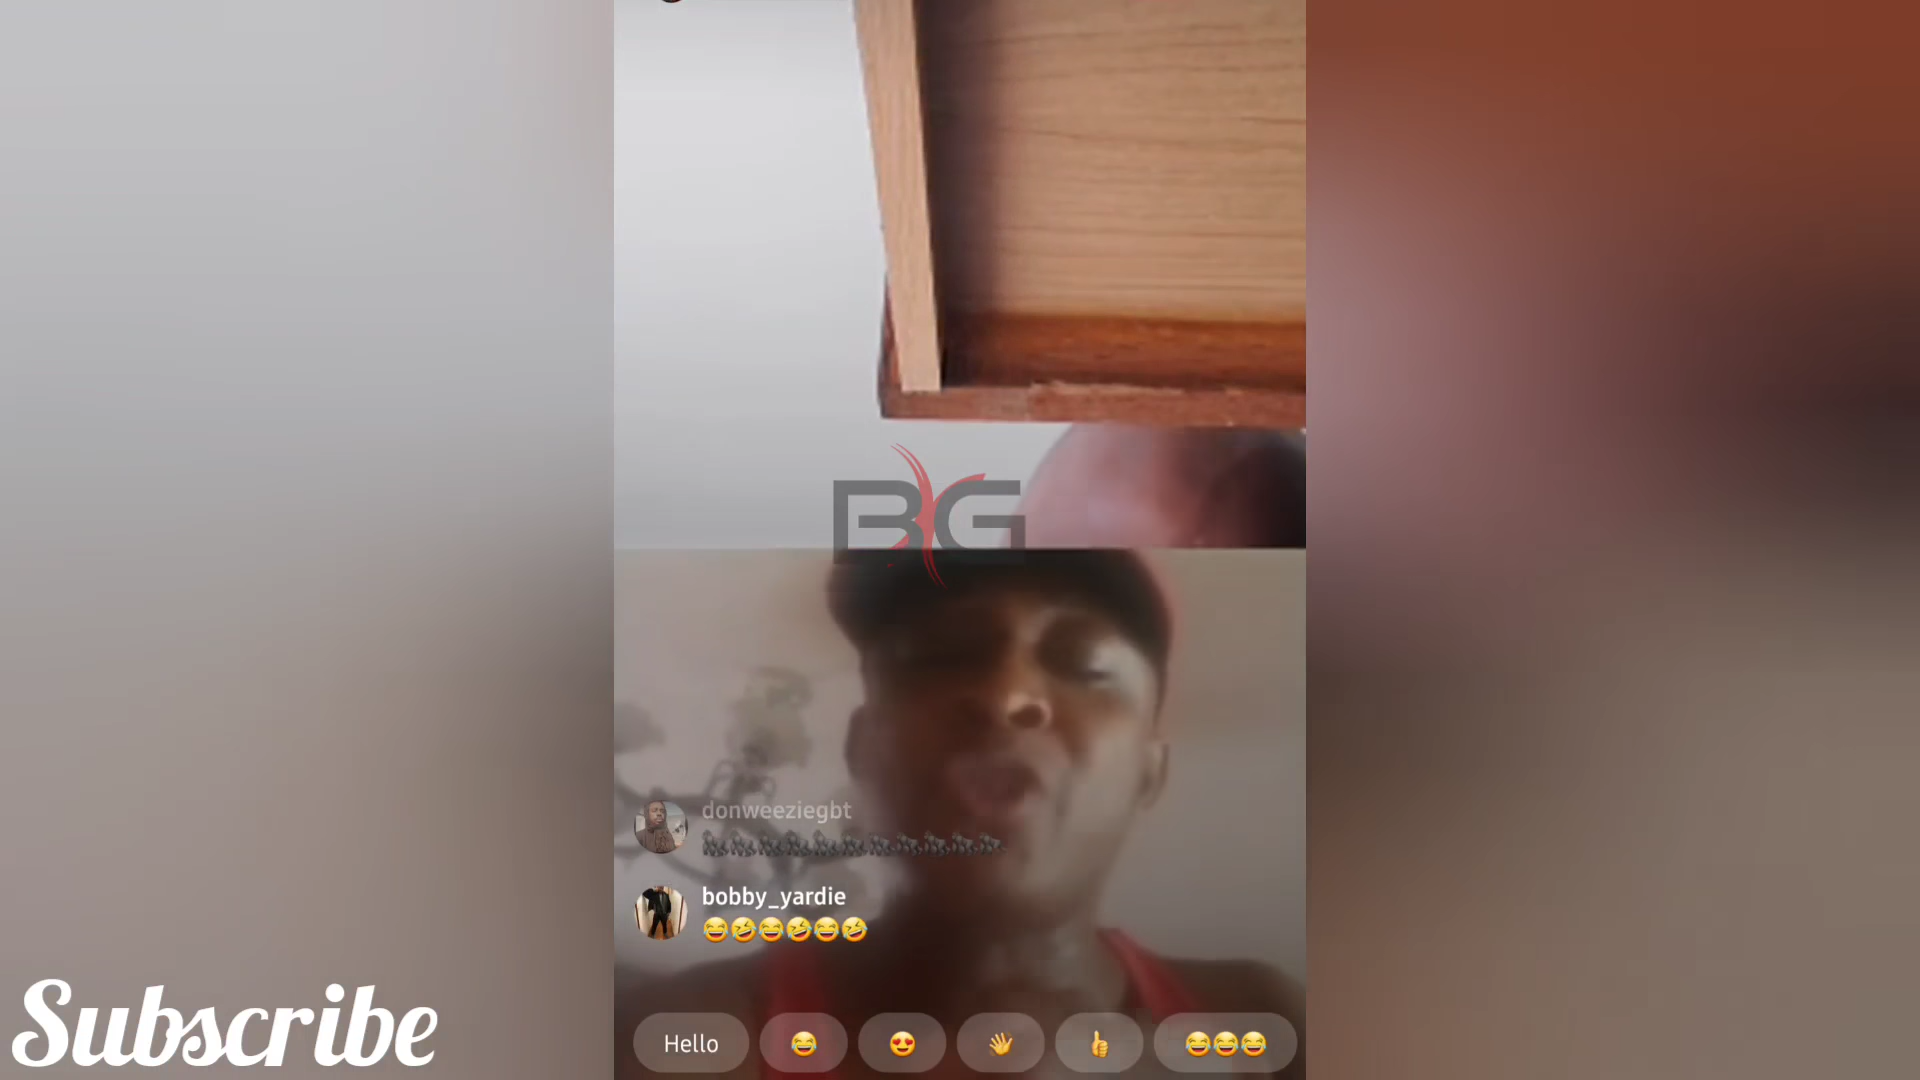 BG
donweeziegbt
🦍🦍🦍🦍🦍🦍🦍🦍🦍🦍🦍
bobby_yardie
😂🤣😂🤣😂🤣
Hello 😂 😍 👋 👍 😂😂😂
Subscribe